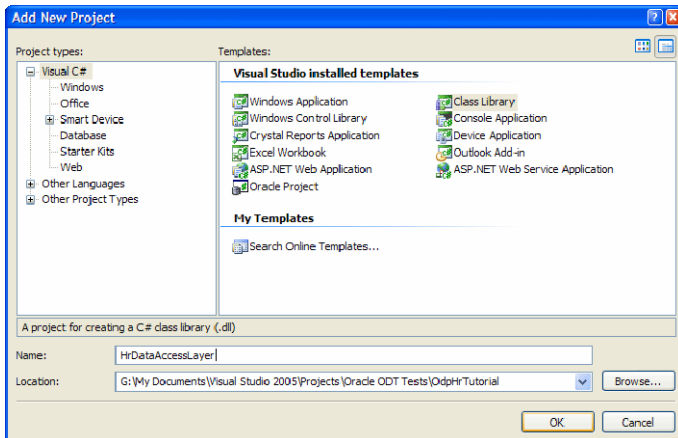 Add New Project
Project types:
Templates:
Visual C#
Windows
Office
Smart Device
Database
Starter Kits
Web
Other Languages
Other Project Types
Visual Studio installed templates
Windows Application
Class Library
Windows Control Library
Console Application
Crystal Reports Application
Device Application
Excel Workbook
Outlook Add-in
ASP.NET Web Application
ASP.NET Web Service Application
Oracle Project
My Templates
Search Online Templates...
A project for creating a C# class library (.dll)
Name:
HrDataAccessLayer
Location:
G:\My Documents\Visual Studio 2005\Projects\Oracle ODT Tests\OdpHrTutorial
Browse...
OK
Cancel